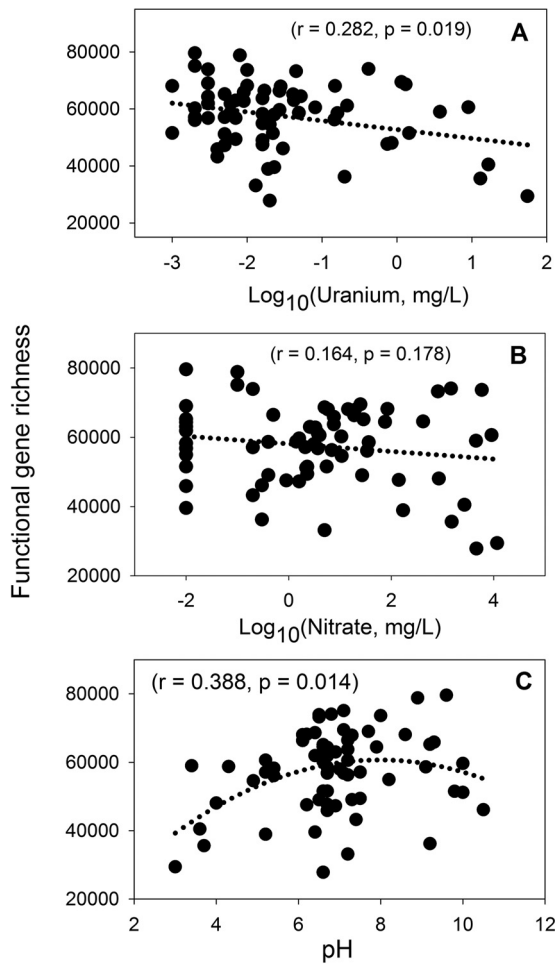 (r = 0.282, p = 0.019) A
80000
60000
40000
20000
-3 -2 -1 0 1 2
Log10(Uranium, mg/L)
Functional gene richness
(r = 0.164, p = 0.178) B
80000
60000
40000
20000
-2 0 2 4
Log10(Nitrate, mg/L)
(r = 0.388, p = 0.014) C
80000
60000
40000
20000
2 4 6 8 10 12
pH